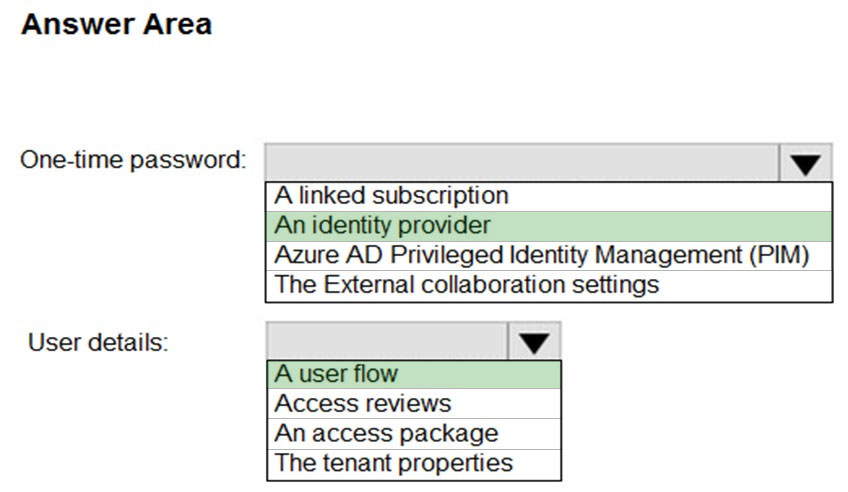 Answer Area
One-time password:
A linked subscription
An identity provider
Azure AD Privileged Identity Management (PIM)
The External collaboration settings
User details:
A user flow
Access reviews
An access package
The tenant properties